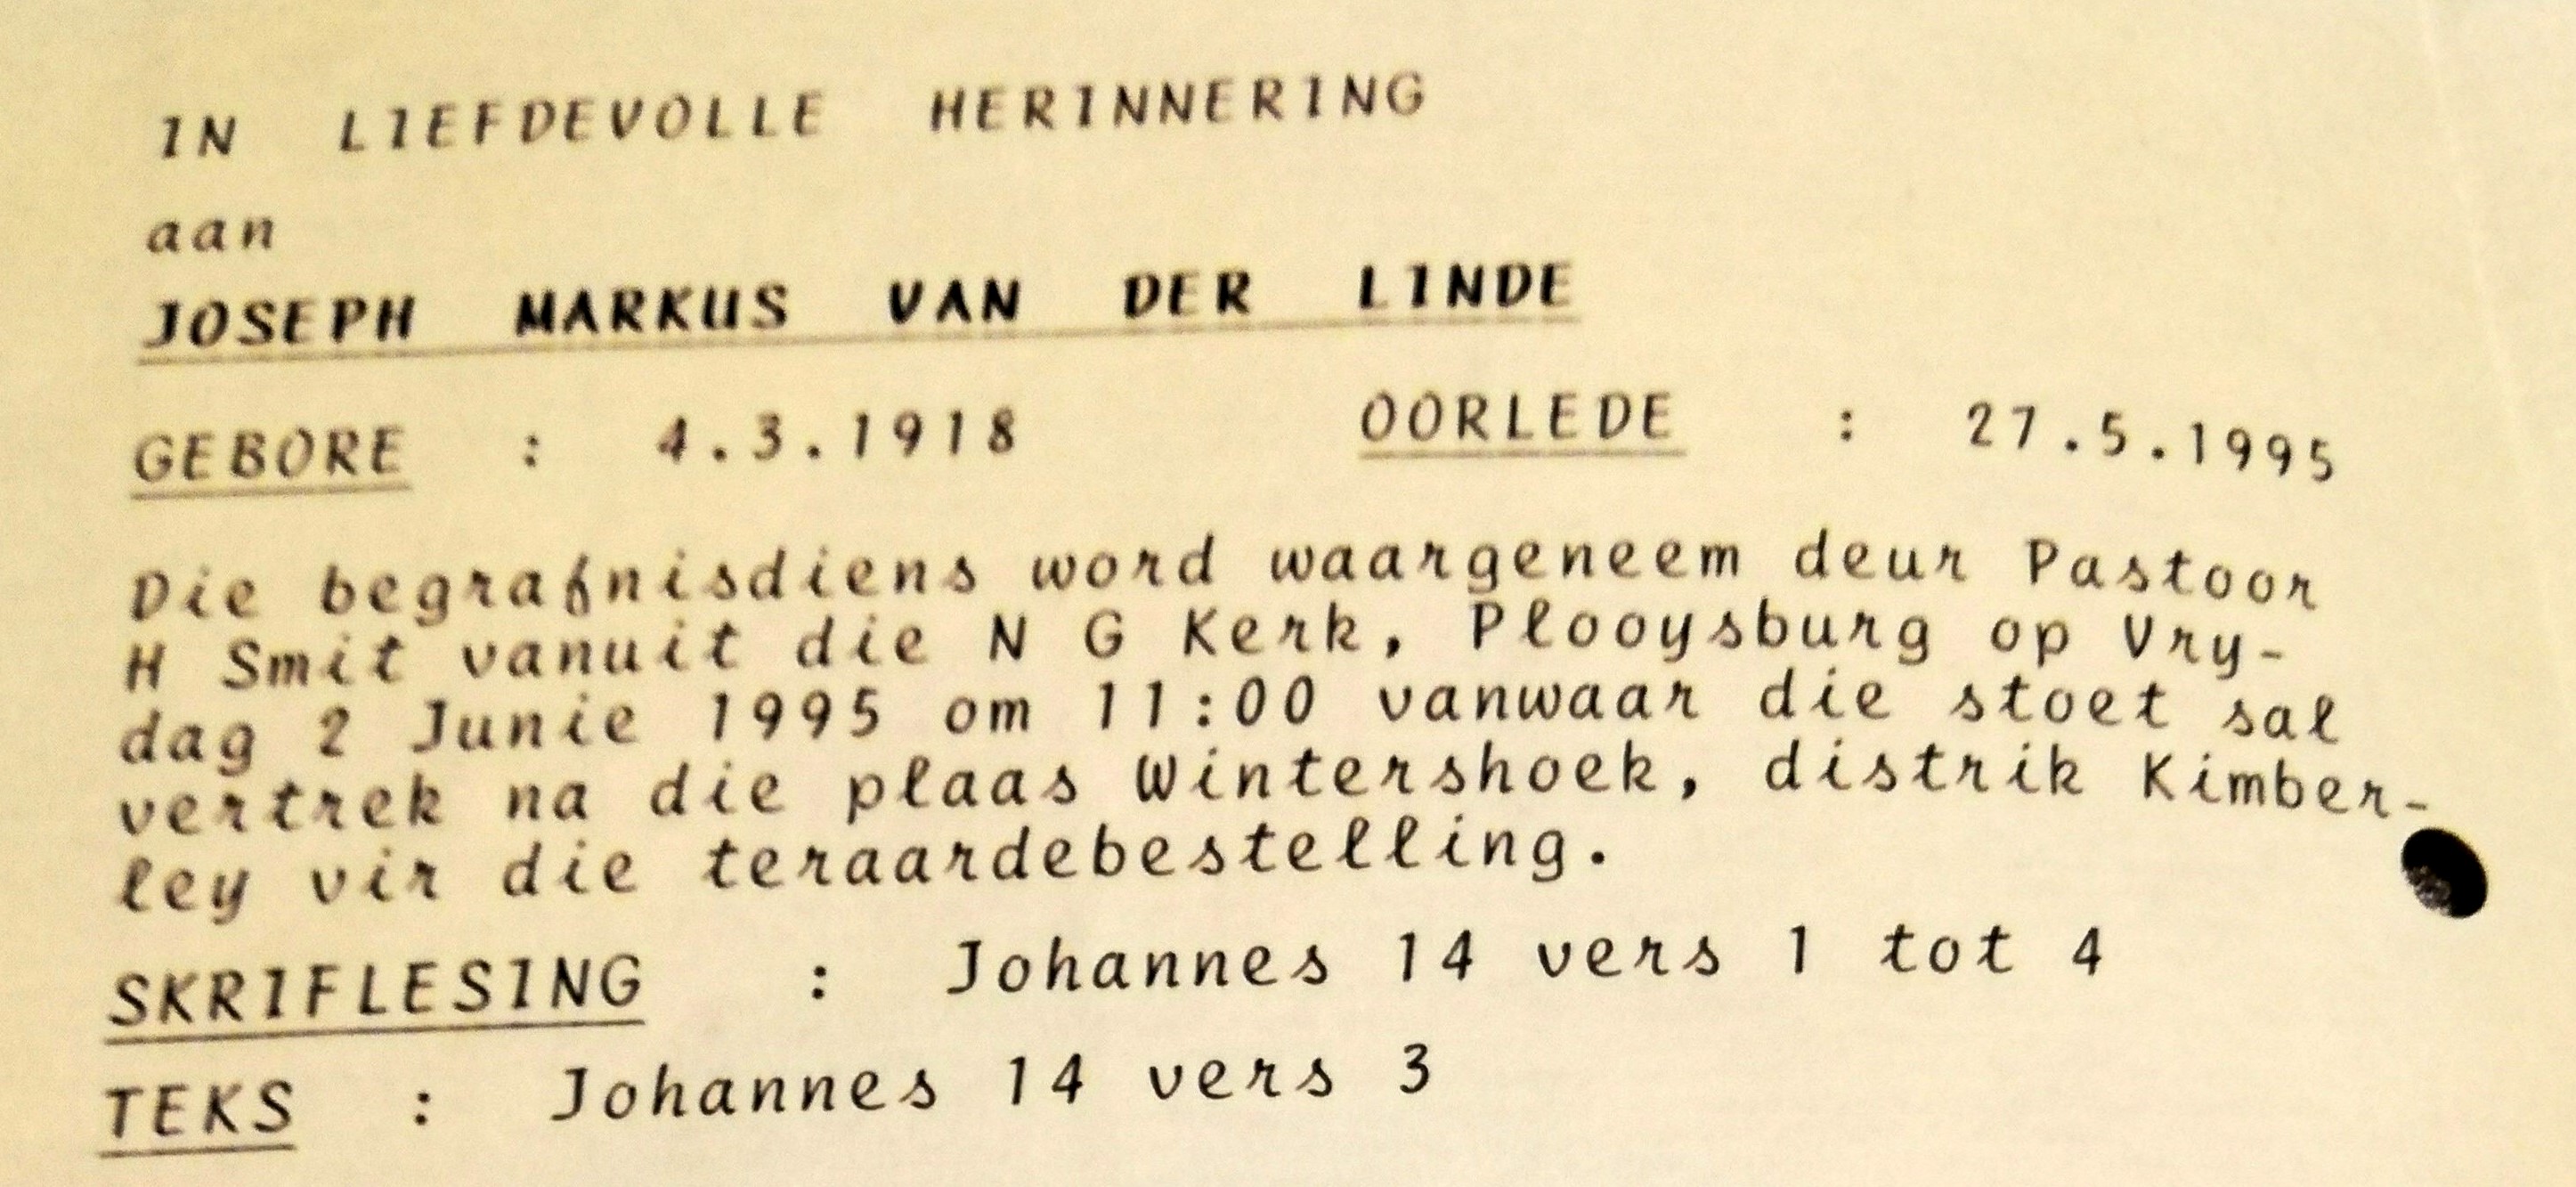 IN LIEFDEVOLLE HERINNERING
aan
JOSEPH MARKUS VAN DER LINDE
GEBORE : 4.3.1918 OORLEDE : 27.5.1995
Die begrafnisdiens word waargeneem deur Pastoor
H Smit vanuit die N G Kerk, Plooysburg op Vry-
dag 2 Junie 1995 om 11:00 vanwaar die stoet sal
vertrek na die plaas Wintershoek, distrik Kimber-
ley vir die teraardebestelling.
SKRIFLESING : Johannes 14 vers 1 tot 4
TEKS : Johannes 14 vers 3